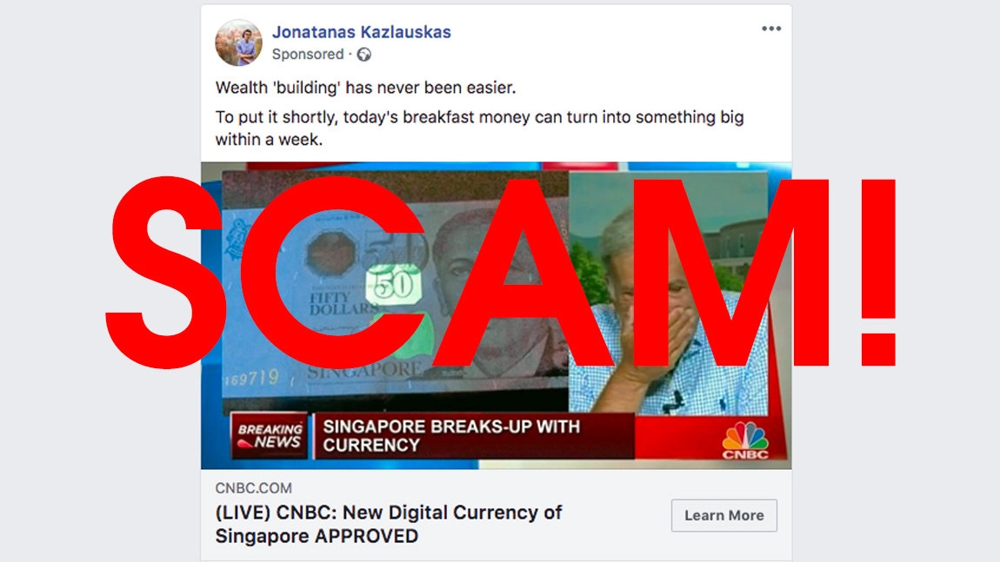 Jonatanas Kazlauskas
Sponsored ·
Wealth 'building' has never been easier.
To put it shortly, today's breakfast money can turn into something big
within a week.
SCAM!
50
50
FIFTY
DOLLARS
SINGAPORE
169719
BREAKING
NEWS
SINGAPORE BREAKS-UP WITH
CURRENCY
CNBC
CNBC.COM
(LIVE) CNBC: New Digital Currency of
Singapore APPROVED
Learn More